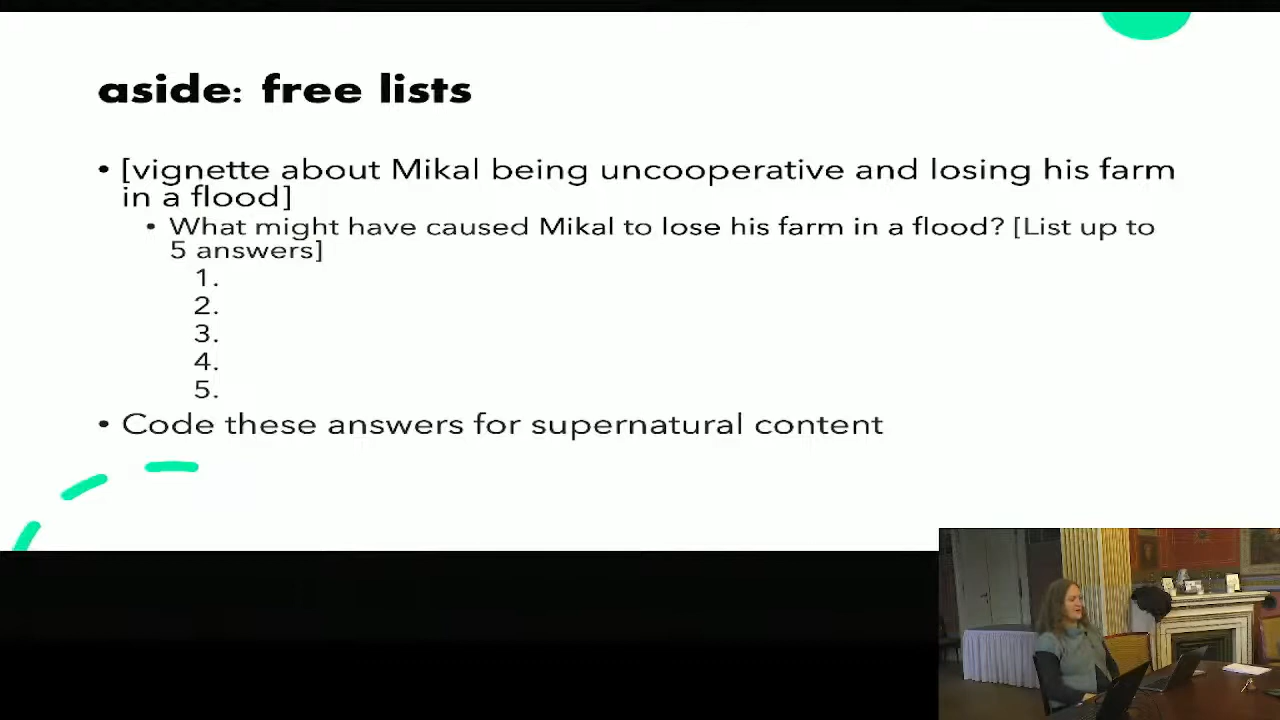 aside: free lists
• [vignette about Mikal being uncooperative and losing his farm
in a flood]
• What might have caused Mikal to lose his farm in a flood? [List up to
5 answers]
1.
2.
3.
4.
5.
• Code these answers for supernatural content